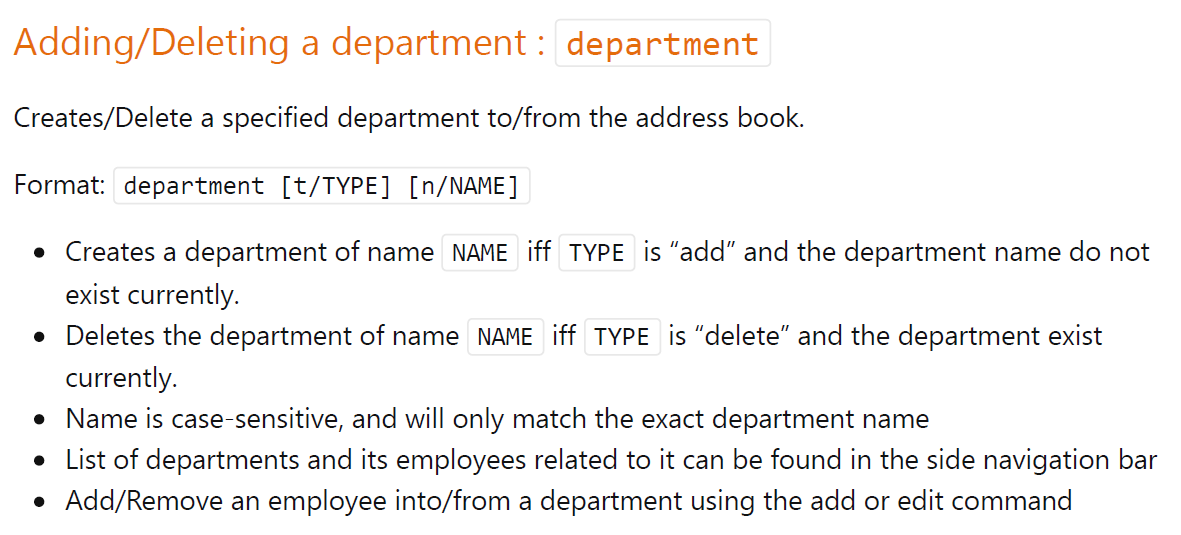 Adding/Deleting a department : department
Creates/Delete a specified department to/from the address book.
Format: department [t/TYPE] [n/NAME]
• Creates a department of name NAME iff TYPE is “add” and the department name do not
exist currently.
• Deletes the department of name NAME iff TYPE is “delete” and the department exist
currently.
• Name is case-sensitive, and will only match the exact department name
• List of departments and its employees related to it can be found in the side navigation bar
• Add/Remove an employee into/from a department using the add or edit command